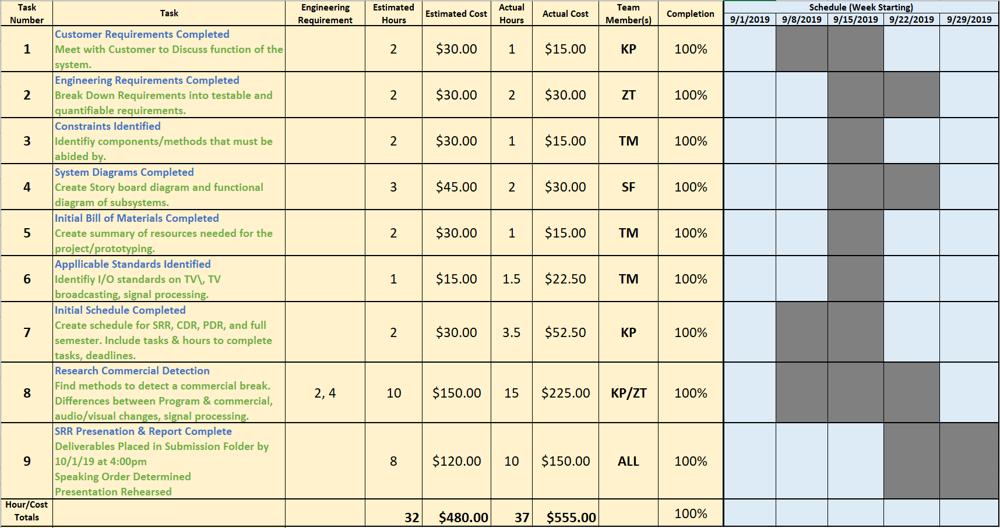 Task Number Task Engineering Requirement Estimated Hours Estimated Cost Actual Hours Actual Cost Team Member(s) Completion Schedule (Week Starting)
9/1/2019 9/8/2019 9/15/2019 9/22/2019 9/29/2019
1
Customer Requirements Completed
Meet with Customer to Discuss function of the
system.
2 $30.00 1 $15.00 KP 100%
2
Engineering Requirements Completed
Break Down Requirements into testable and
quantifiable requirements.
2 $30.00 2 $30.00 ZT 100%
3
Constraints Identified
Identifiy components/methods that must be
abided by.
2 $30.00 1 $15.00 TM 100%
4
System Diagrams Completed
Create Story board diagram and functional
diagram of subsystems.
3 $45.00 2 $30.00 SF 100%
5
Initial Bill of Materials Completed
Create summary of resources needed for the
project/prototyping.
2 $30.00 1 $15.00 TM 100%
6
Appllicable Standards Identified
Identifiy I/O standards on TV\, TV
broadcasting, signal processing.
1 $15.00 1.5 $22.50 TM 100%
7
Initial Schedule Completed
Create schedule for SRR, CDR, PDR, and full
semester. Include tasks & hours to complete
tasks, deadlines.
2 $30.00 3.5 $52.50 KP 100%
8
Research Commercial Detection
Find methods to detect a commercial break.
Differences between Program & commercial,
audio/visual changes, signal processing.
2, 4 10 $150.00 15 $225.00 KP/ZT 100%
9
SRR Presenation & Report Complete
Deliverables Placed in Submission Folder by
10/1/19 at 4:00pm
Speaking Order Determined
Presentation Rehearsed
8 $120.00 10 $150.00 ALL 100%
Hour/Cost
Totals
32 $480.00 37 $555.00 100%